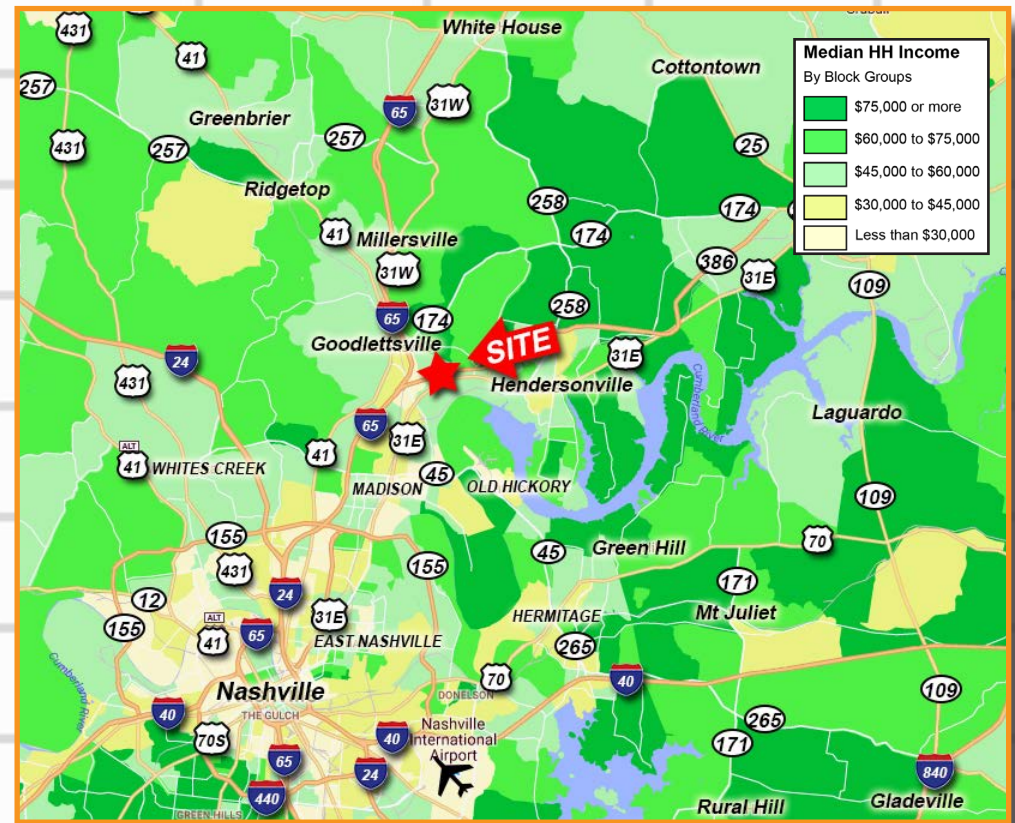 431
White House
41
Cottontown
257
65
31W
Greenbrier
431
257
257
25
Ridgetop
258
174
41
Millersville
174
31W
386
31E
109
65
174
258
Goodlettsville
SITE
24
31E
431
Hendersonville
Cumberland River
Laguardo
65
31E
41
ALT
41
WHITES CREEK
45
MADISON
OLD HICKORY
109
155
45
Green Hill
70
431
155
171
12
24
31E
HERMITAGE
Mt Juliet
155
ALT
41
65
EAST NASHVILLE
265
Cumberland River
Nashville
70
40
DONELSON
109
40
THE GULCH
265
70S
40
Nashville
International
Airport
171
65
24
840
440
Rural Hill
Gladeville
GREEN HILLS
Median HH Income
By Block Groups
$75,000 or more
$60,000 to $75,000
$45,000 to $60,000
$30,000 to $45,000
Less than $30,000